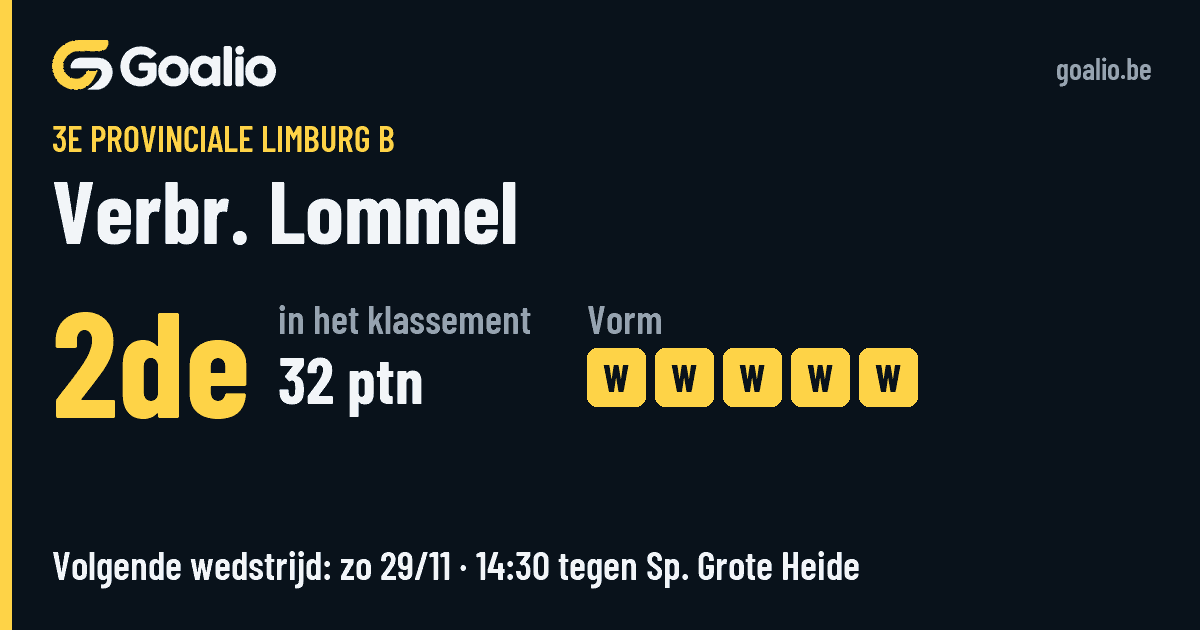 Goalio
goalio.be
3E PROVINCIALE LIMBURG B
Verbr. Lommel
2de
in het klassement
32 ptn
Vorm
W W W W W
Volgende wedstrijd: zo 29/11 · 14:30 tegen Sp. Grote Heide